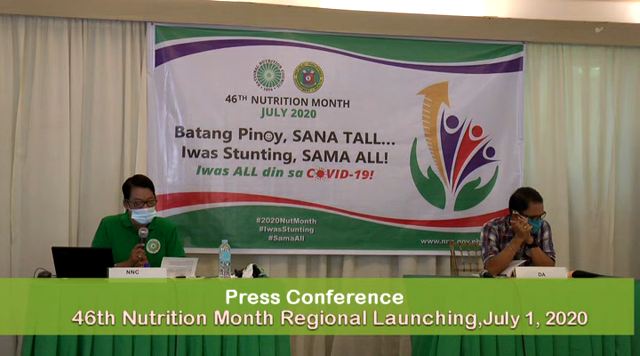 46TH NUTRITION MONTH
JULY 2020
Batang Pinoy, SANA TALL...
Iwas Stunting, SAMA ALL!
Iwas ALL din sa COVID-19!
#2020NutMonth
#IwasStunting
#SamaAll
NNC
DA
Press Conference
46th Nutrition Month Regional Launching,July 1, 2020